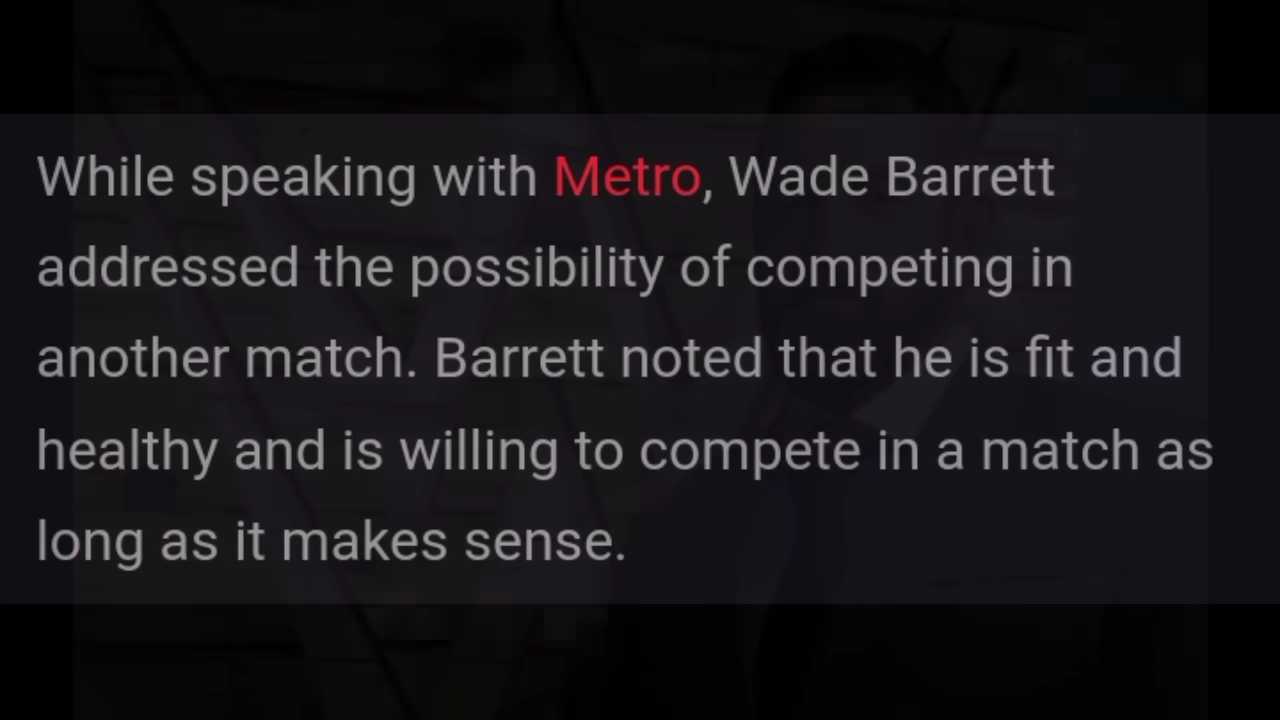 While speaking with Metro, Wade Barrett
addressed the possibility of competing in
another match. Barrett noted that he is fit and
healthy and is willing to compete in a match as
long as it makes sense.